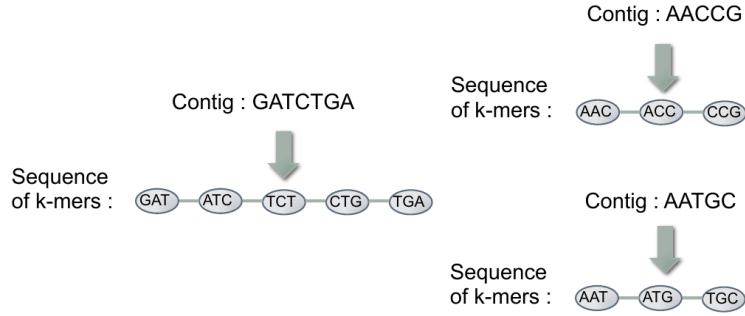 Contig : GATCTGA
Sequence
of k-mers :
GAT ATC TCT CTG TGA
Contig : AACCG
Sequence
of k-mers :
AAC ACC CCG
Contig : AATGC
Sequence
of k-mers :
AAT ATG TGC